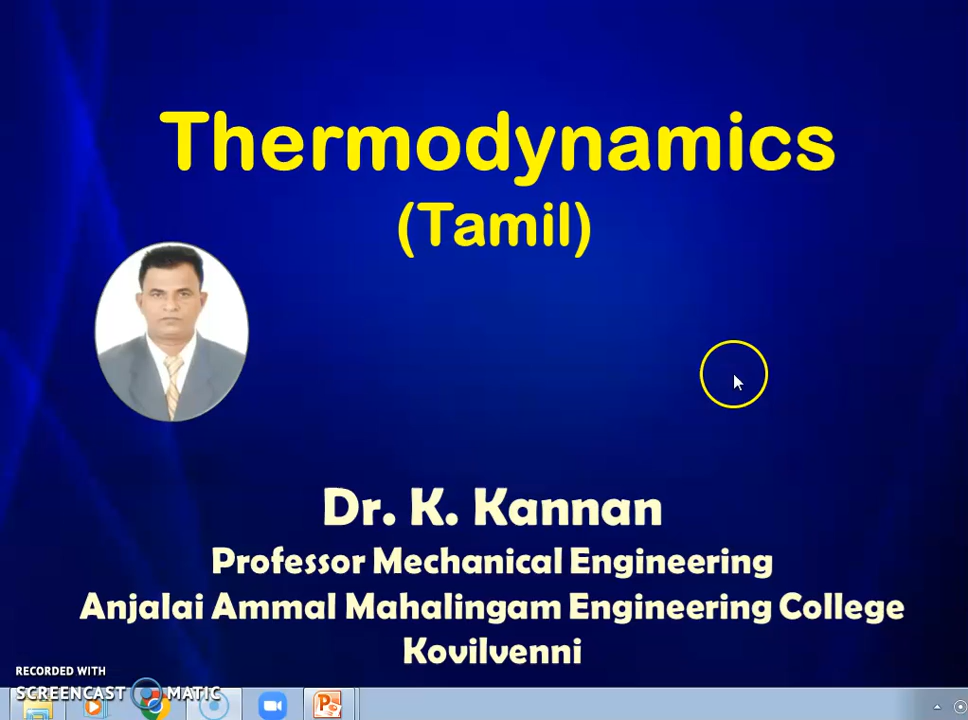 Thermodynamics
(Tamil)
Dr. K. Kannan
Professor Mechanical Engineering
Anjalai Ammal Mahalingam Engineering College
Kovilvenni
RECORDED WITH
SCREENCAST MATIC